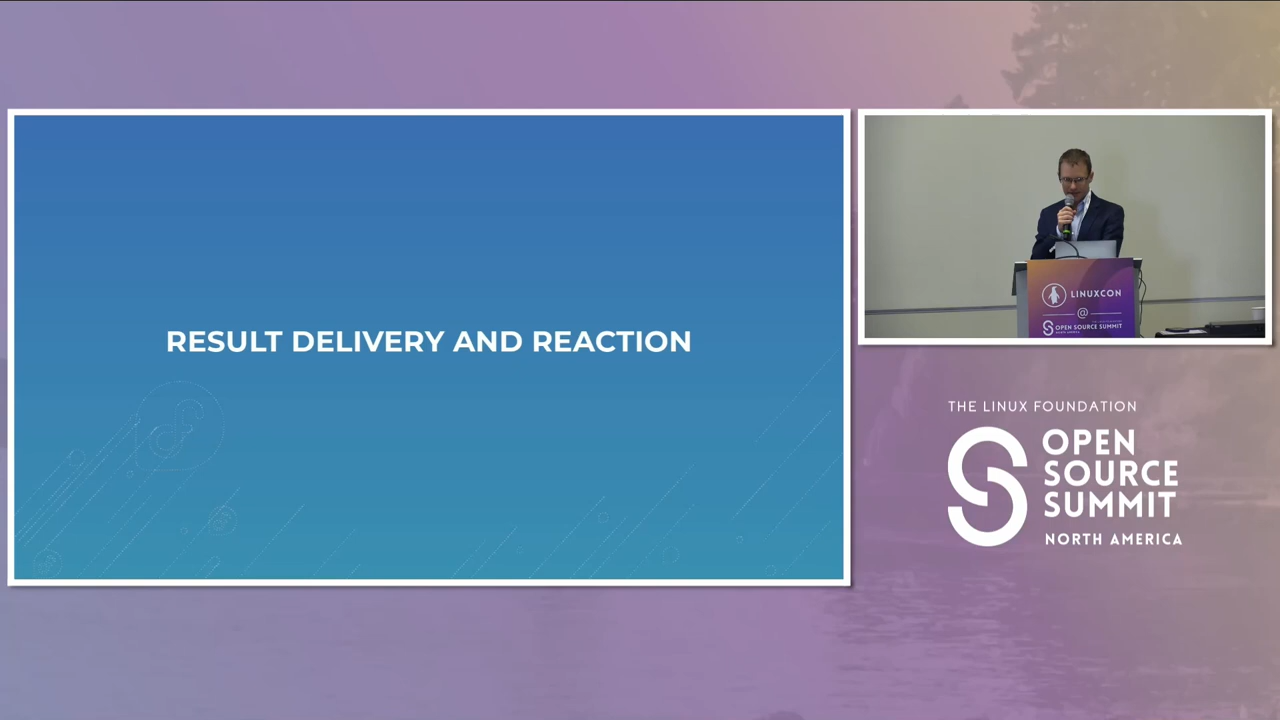 RESULT DELIVERY AND REACTION
LINUXCON
@
OPEN SOURCE SUMMIT
THE LINUX FOUNDATION
OPEN
SOURCE
SUMMIT
NORTH AMERICA